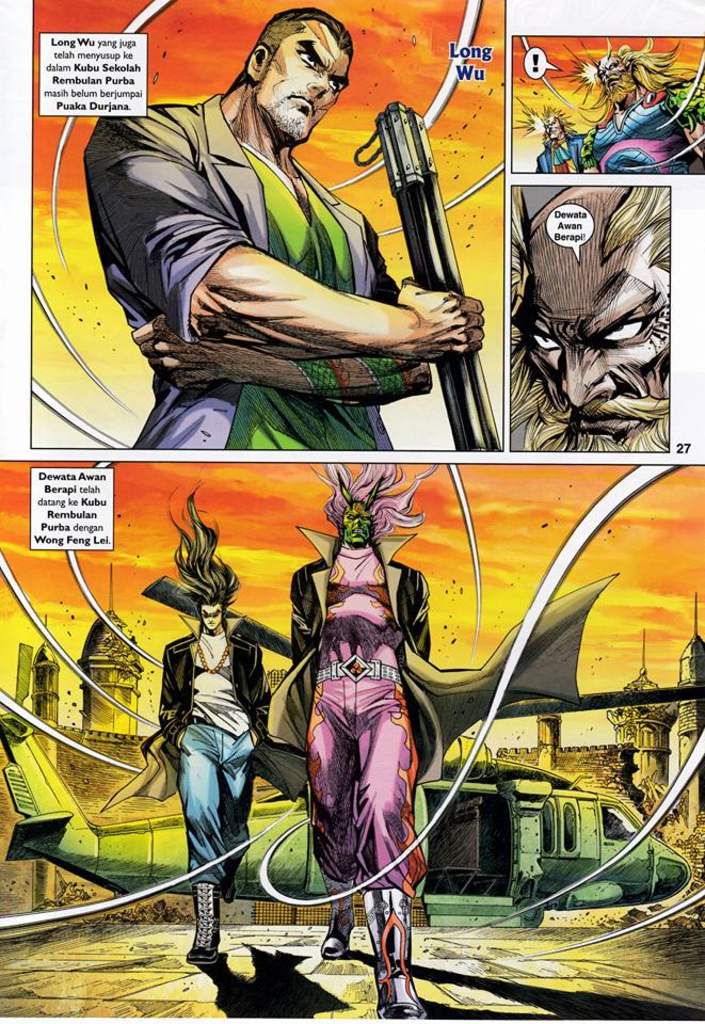 Long Wu yang juga
telah menyusup ke
dalam Kubu Sekolah
Rembulan Purba
masih belum berjumpai
Puaka Durjana.
Long
Wu
!
Dewata
Awan
Berapi!
27
Dewata Awan
Berapi telah
datang ke Kubu
Rembulan
Purba dengan
Wong Feng Lei.